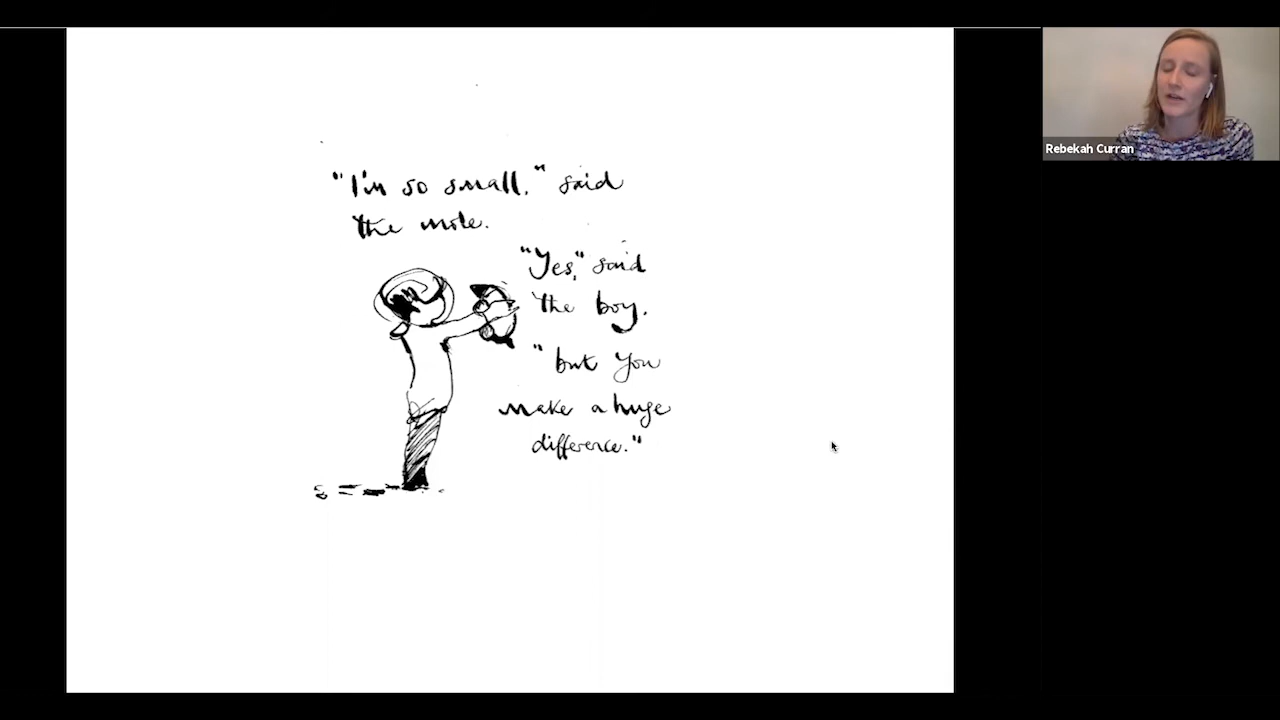 "I'm so small," said
the mole.
"Yes," said
the boy,
"but you
make a huge
difference."
Rebekah Curran